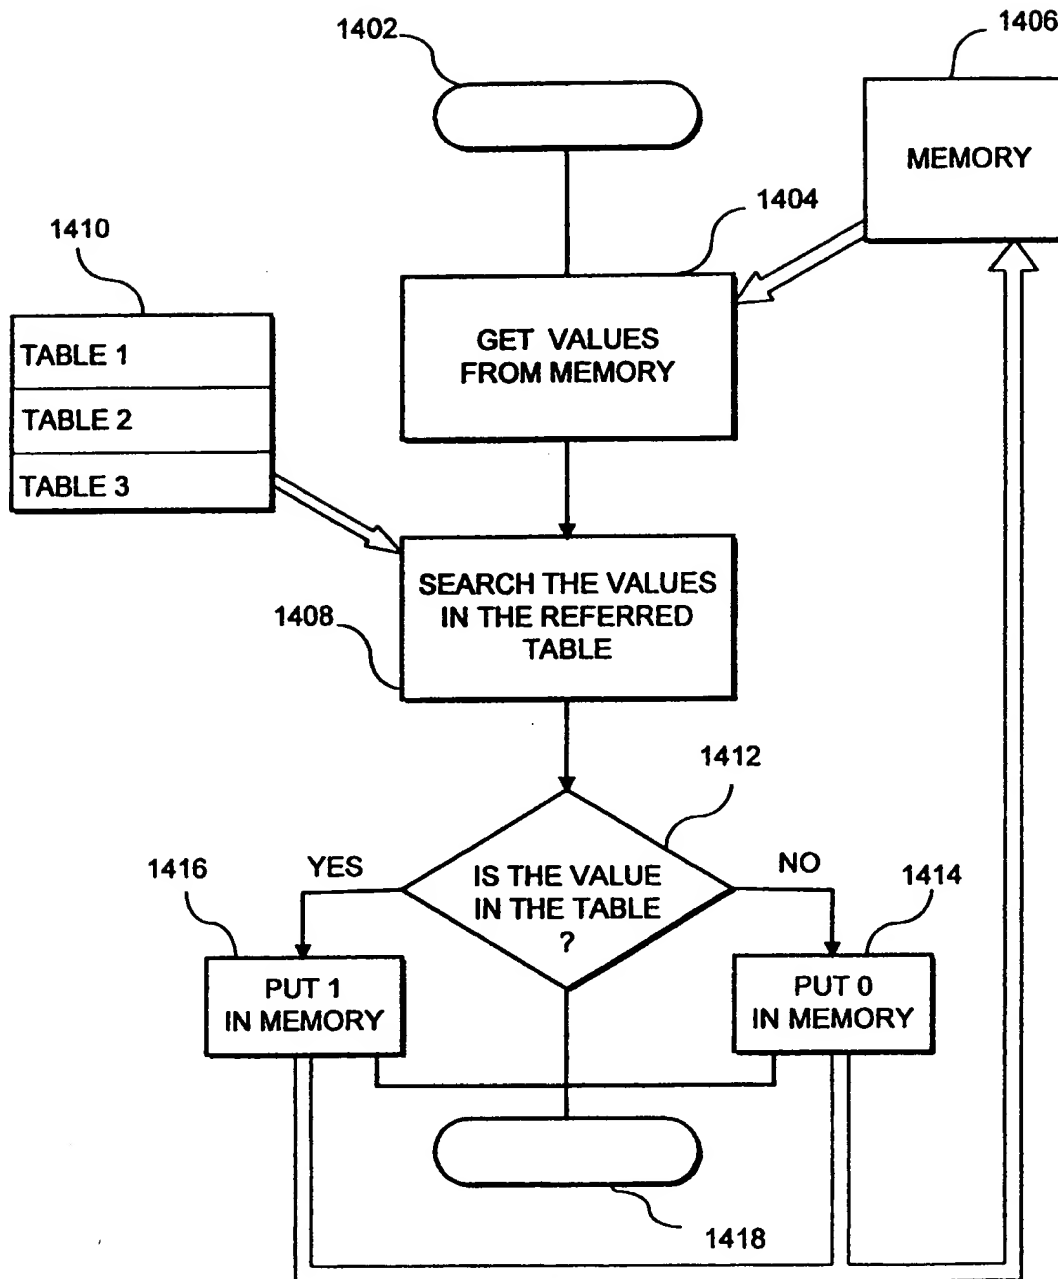 1402
1406
MEMORY
1404
1410
GET VALUES
FROM MEMORY
TABLE 1
TABLE 2
TABLE 3
SEARCH THE VALUES
IN THE REFERRED
TABLE
1408
1412
YES
NO
IS THE VALUE
IN THE TABLE
?
1416
1414
PUT 1
IN MEMORY
PUT 0
IN MEMORY
1418